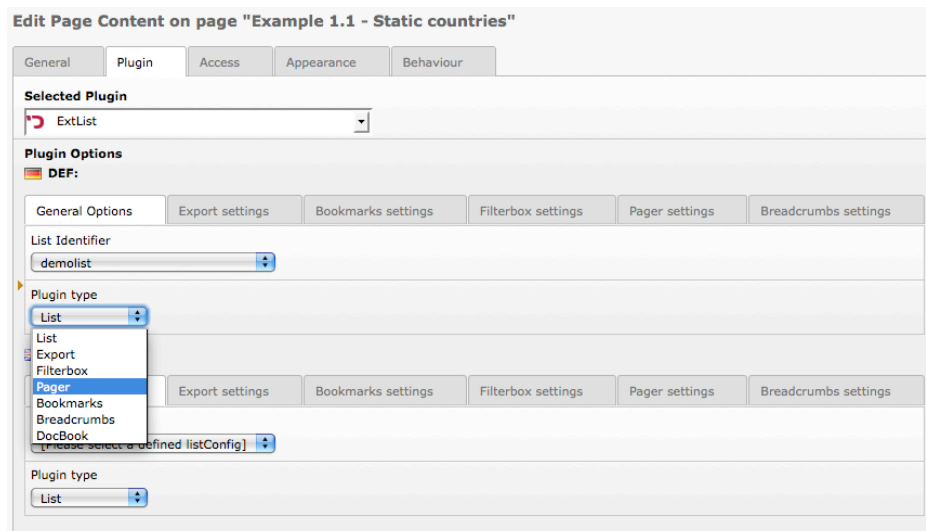 Edit Page Content on page "Example 1.1 - Static countries"
General Plugin Access Appearance Behaviour
Selected Plugin
ExtList
Plugin Options
DEF:
General Options Export settings Bookmarks settings Filterbox settings Pager settings Breadcrumbs settings
List Identifier
demolist
Plugin type
List
List
Export
Filterbox
Pager
Bookmarks
Breadcrumbs
DocBook
Export settings Bookmarks settings Filterbox settings Pager settings Breadcrumbs settings
[Please select a defined listConfig]
Plugin type
List